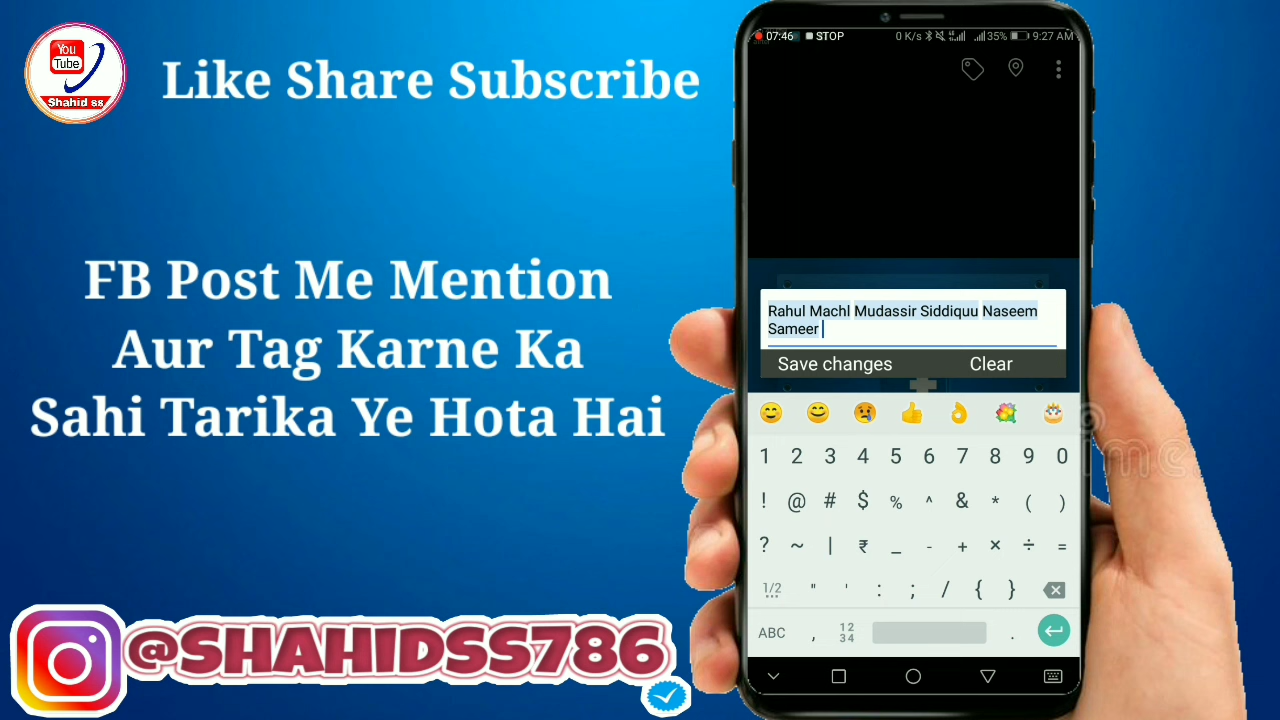 You
Tube
Shahid ss
Like Share Subscribe
FB Post Me Mention
Aur Tag Karne Ka
Sahi Tarika Ye Hota Hai
@SHAHIDSS786
07:46 STOP 0 K/s 35% 9:27 AM
Rahul Machl Mudassir Siddiquu Naseem
Sameer
Save changes Clear
1 2 3 4 5 6 7 8 9 0
! @ # $ % ^ & * ( )
? ~ | ₹ _ - + × ÷ =
1/2 " ' : ; / { }
ABC , 12 .
34